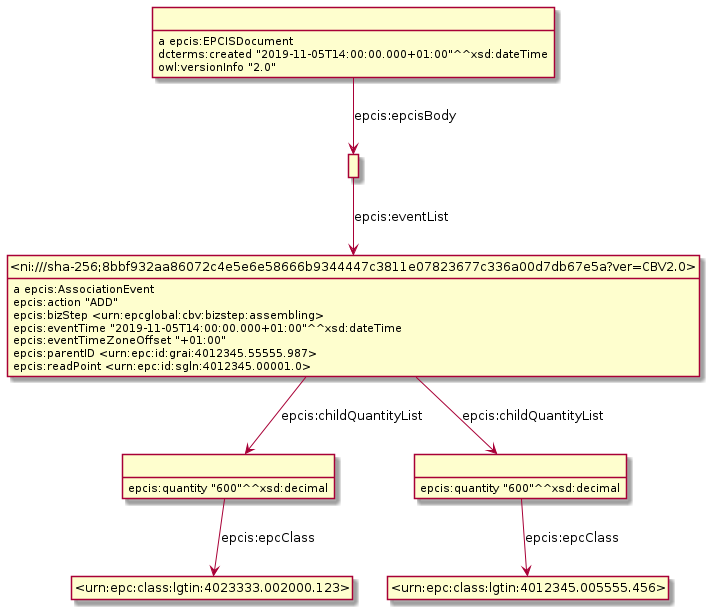 a epcis:EPCISDocument
dcterms:created "2019-11-05T14:00:00.000+01:00"^^xsd:dateTime
owl:versionInfo "2.0"
epcis:epcisBody
epcis:eventList
<ni:///sha-256;8bbf932aa86072c4e5e6e58666b9344447c3811e07823677c336a00d7db67e5a?ver=CBV2.0>
a epcis:AssociationEvent
epcis:action "ADD"
epcis:bizStep <urn:epcglobal:cbv:bizstep:assembling>
epcis:eventTime "2019-11-05T14:00:00.000+01:00"^^xsd:dateTime
epcis:eventTimeZoneOffset "+01:00"
epcis:parentID <urn:epc:id:grai:4012345.55555.987>
epcis:readPoint <urn:epc:id:sgln:4012345.00001.0>
epcis:childQuantityList
epcis:childQuantityList
epcis:quantity "600"^^xsd:decimal
epcis:quantity "600"^^xsd:decimal
epcis:epcClass
epcis:epcClass
<urn:epc:class:lgtin:4023333.002000.123>
<urn:epc:class:lgtin:4012345.005555.456>